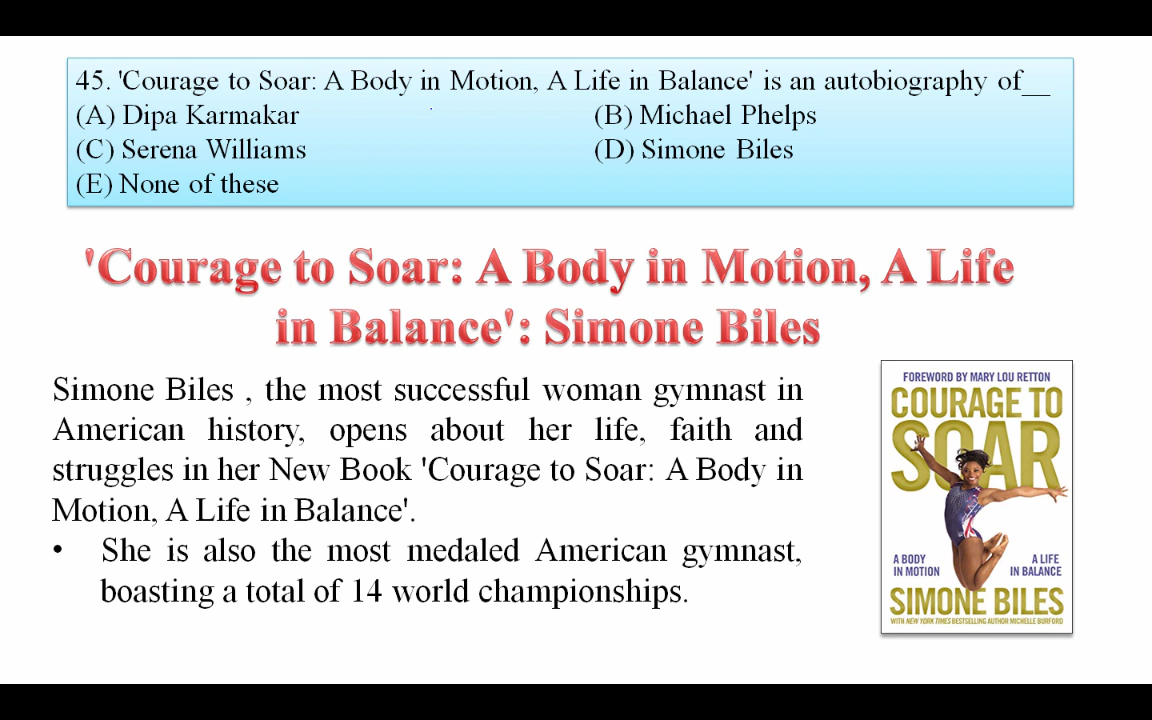 45. 'Courage to Soar: A Body in Motion, A Life in Balance' is an autobiography of__
(A) Dipa Karmakar (B) Michael Phelps
(C) Serena Williams (D) Simone Biles
(E) None of these
'Courage to Soar: A Body in Motion, A Life
in Balance': Simone Biles
Simone Biles , the most successful woman gymnast in
American history, opens about her life, faith and
struggles in her New Book 'Courage to Soar: A Body in
Motion, A Life in Balance'.
• She is also the most medaled American gymnast,
boasting a total of 14 world championships.
FOREWORD BY MARY LOU RETTON
COURAGE TO
SOAR
A BODY
IN MOTION
A LIFE
IN BALANCE
SIMONE BILES
WITH NEW YORK TIMES BESTSELLING AUTHOR MICHELLE BURFORD